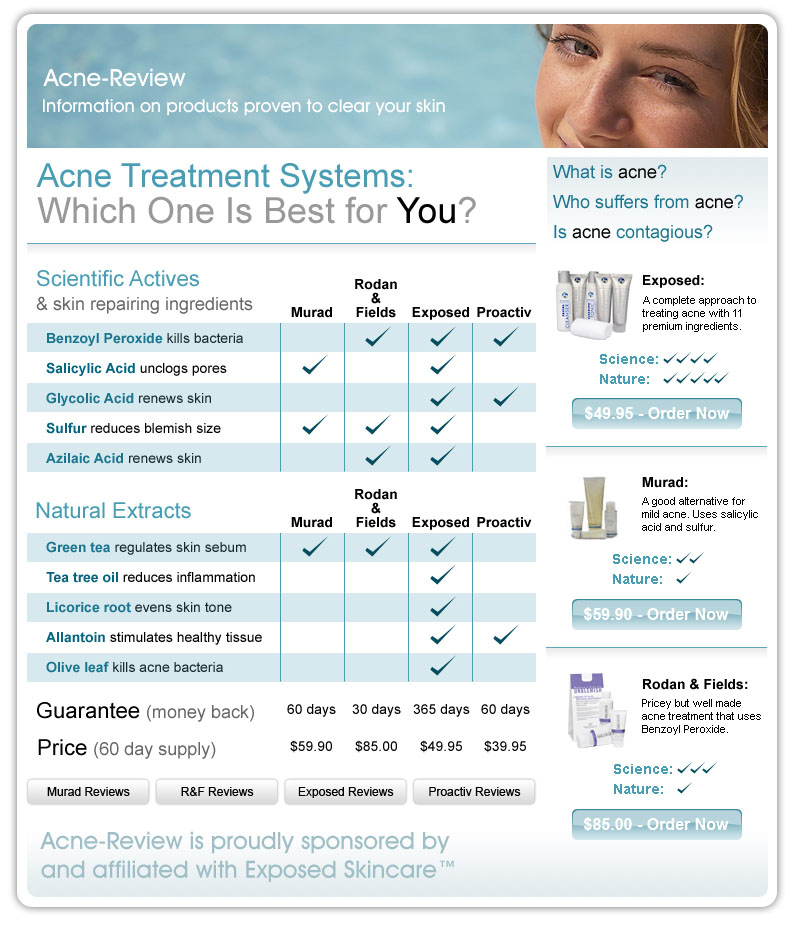 Acne-Review
Information on products proven to clear your skin
Acne Treatment Systems:
Which One Is Best for You?
Scientific Actives
& skin repairing ingredients
Murad
Rodan
&
Fields
Exposed
Proactiv
Benzoyl Peroxide kills bacteria
Salicylic Acid unclogs pores
Glycolic Acid renews skin
Sulfur reduces blemish size
Azilaic Acid renews skin
Natural Extracts
Murad
Rodan
&
Fields
Exposed
Proactiv
Green tea regulates skin sebum
Tea tree oil reduces inflammation
Licorice root evens skin tone
Allantoin stimulates healthy tissue
Olive leaf kills acne bacteria
Guarantee (money back) 60 days 30 days 365 days 60 days
Price (60 day supply) $59.90 $85.00 $49.95 $39.95
Murad Reviews R&F Reviews Exposed Reviews Proactiv Reviews
Acne-Review is proudly sponsored by
and affiliated with Exposed Skincare™
What is acne?
Who suffers from acne?
Is acne contagious?
Exposed:
A complete approach to
treating acne with 11
premium ingredients.
Science:
Nature:
$49.95 - Order Now
Murad:
A good alternative for
mild acne. Uses salicylic
acid and sulfur.
Science:
Nature:
$59.90 - Order Now
Rodan & Fields:
Pricey but well made
acne treatment that uses
Benzoyl Peroxide.
Science:
Nature:
$85.00 - Order Now